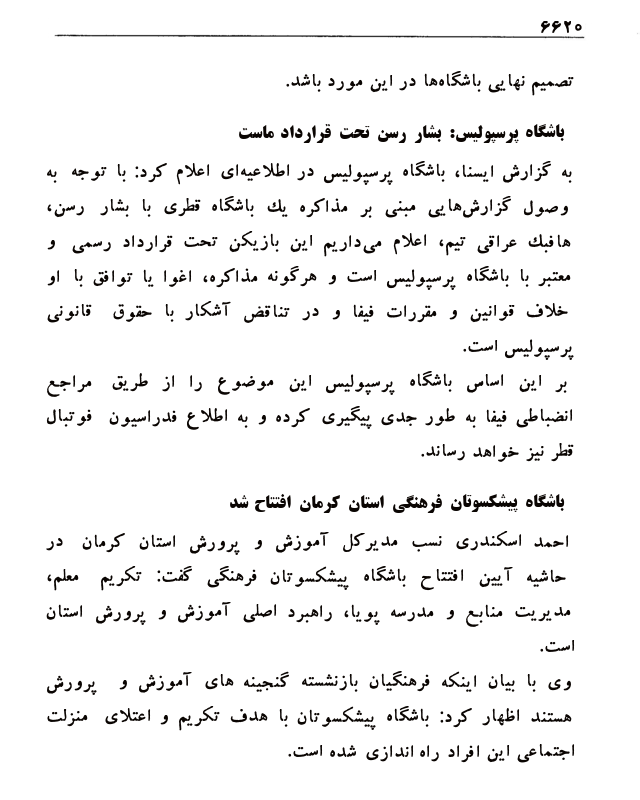 ۶۶۲۰
تصمیم نهایی باشگاه‌ها در این مورد باشد.
باشگاه پرسپولیس: بشار رسن تحت قرارداد ماست
به گزارش ایسنا، باشگاه پرسپولیس در اطلاعیه‌ای اعلام کرد: با توجه به
وصول گزارش‌هایی مبنی بر مذاکره یك باشگاه قطری با بشار رسن،
هافبك عراقی تیم، اعلام می‌داریم این بازیکن تحت قرارداد رسمی و
معتبر با باشگاه پرسپولیس است و هرگونه مذاکره، اغوا یا توافق با او
خلاف قوانین و مقررات فیفا و در تناقض آشکار با حقوق قانونی
پرسپولیس است.
بر این اساس باشگاه پرسپولیس این موضوع را از طریق مراجع
انضباطی فیفا به طور جدی پیگیری کرده و به اطلاع فدراسیون فوتبال
قطر نیز خواهد رساند.
باشگاه پیشکسوتان فرهنگی استان کرمان افتتاح شد
احمد اسکندری نسب مدیرکل آموزش و پرورش استان کرمان در
حاشیه آیین افتتاح باشگاه پیشکسوتان فرهنگی گفت: تکریم معلم،
مدیریت منابع و مدرسه پویا، راهبرد اصلی آموزش و پرورش استان
است.
وی با بیان اینکه فرهنگیان بازنشسته گنجینه های آموزش و پرورش
هستند اظهار کرد: باشگاه پیشکسوتان با هدف تکریم و اعتلای منزلت
اجتماعی این افراد راه اندازی شده است.